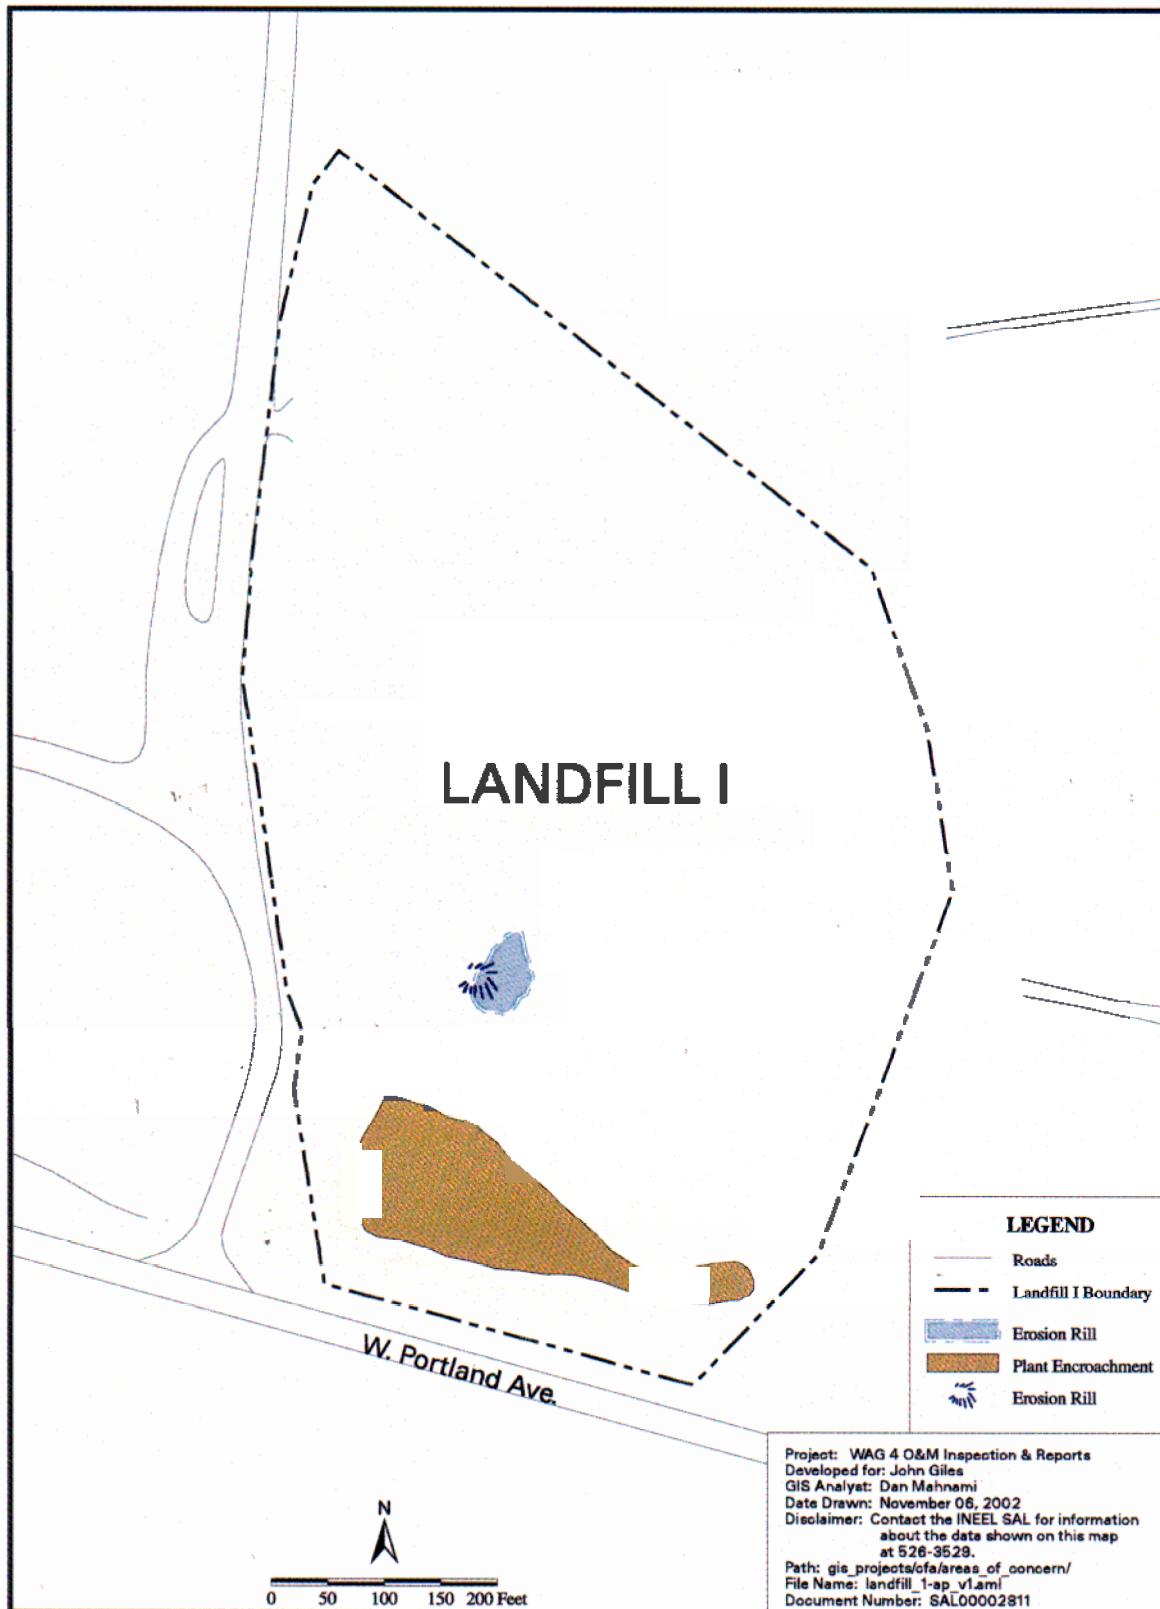 LANDFILL I
W. Portland Ave.
LEGEND
Roads
Landfill I Boundary
Erosion Rill
Plant Encroachment
Erosion Rill
Project: WAG 4 O&M Inspection & Reports
Developed for: John Giles
GIS Analyst: Dan Mahnami
Date Drawn: November 06, 2002
Disclaimer: Contact the INEEL SAL for information
about the data shown on this map
at 526-3529.
Path: gis_projects/cfa/areas_of_concern/
File Name: landfill_1-ap_v1.aml
Document Number: SAL00002811
N
0 50 100 150 200 Feet